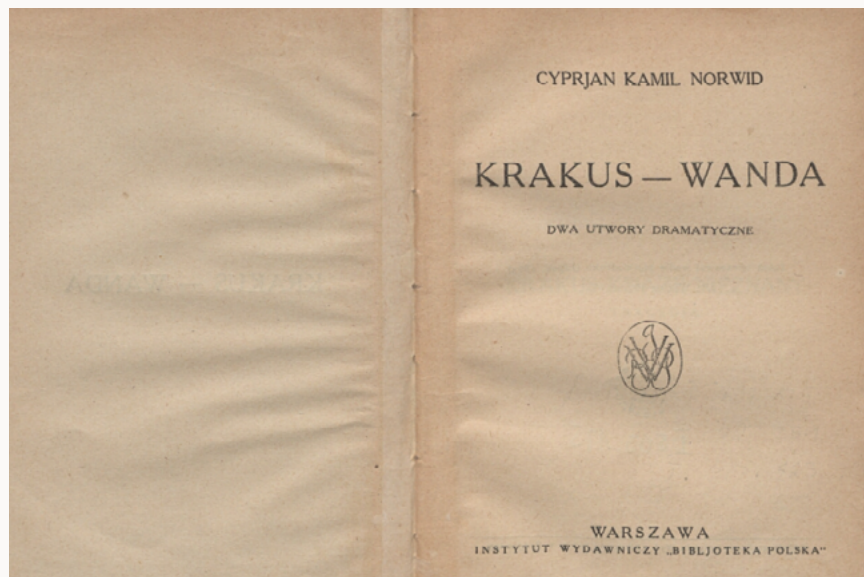 CYPRJAN KAMIL NORWID
KRAKUS — WANDA
DWA UTWORY DRAMATYCZNE
WARSZAWA
INSTYTUT WYDAWNICZY „BIBLJOTEKA POLSKA"